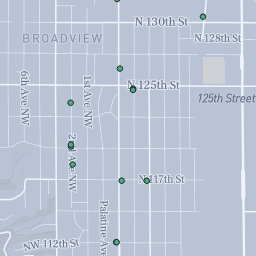 N 130th St
BROADVIEW
N 128th St
N 125th St
125th Street
6th Ave NW
1st Ave NW
2nd Ave NW
N 117th St
Palatine Ave
NW 112th St